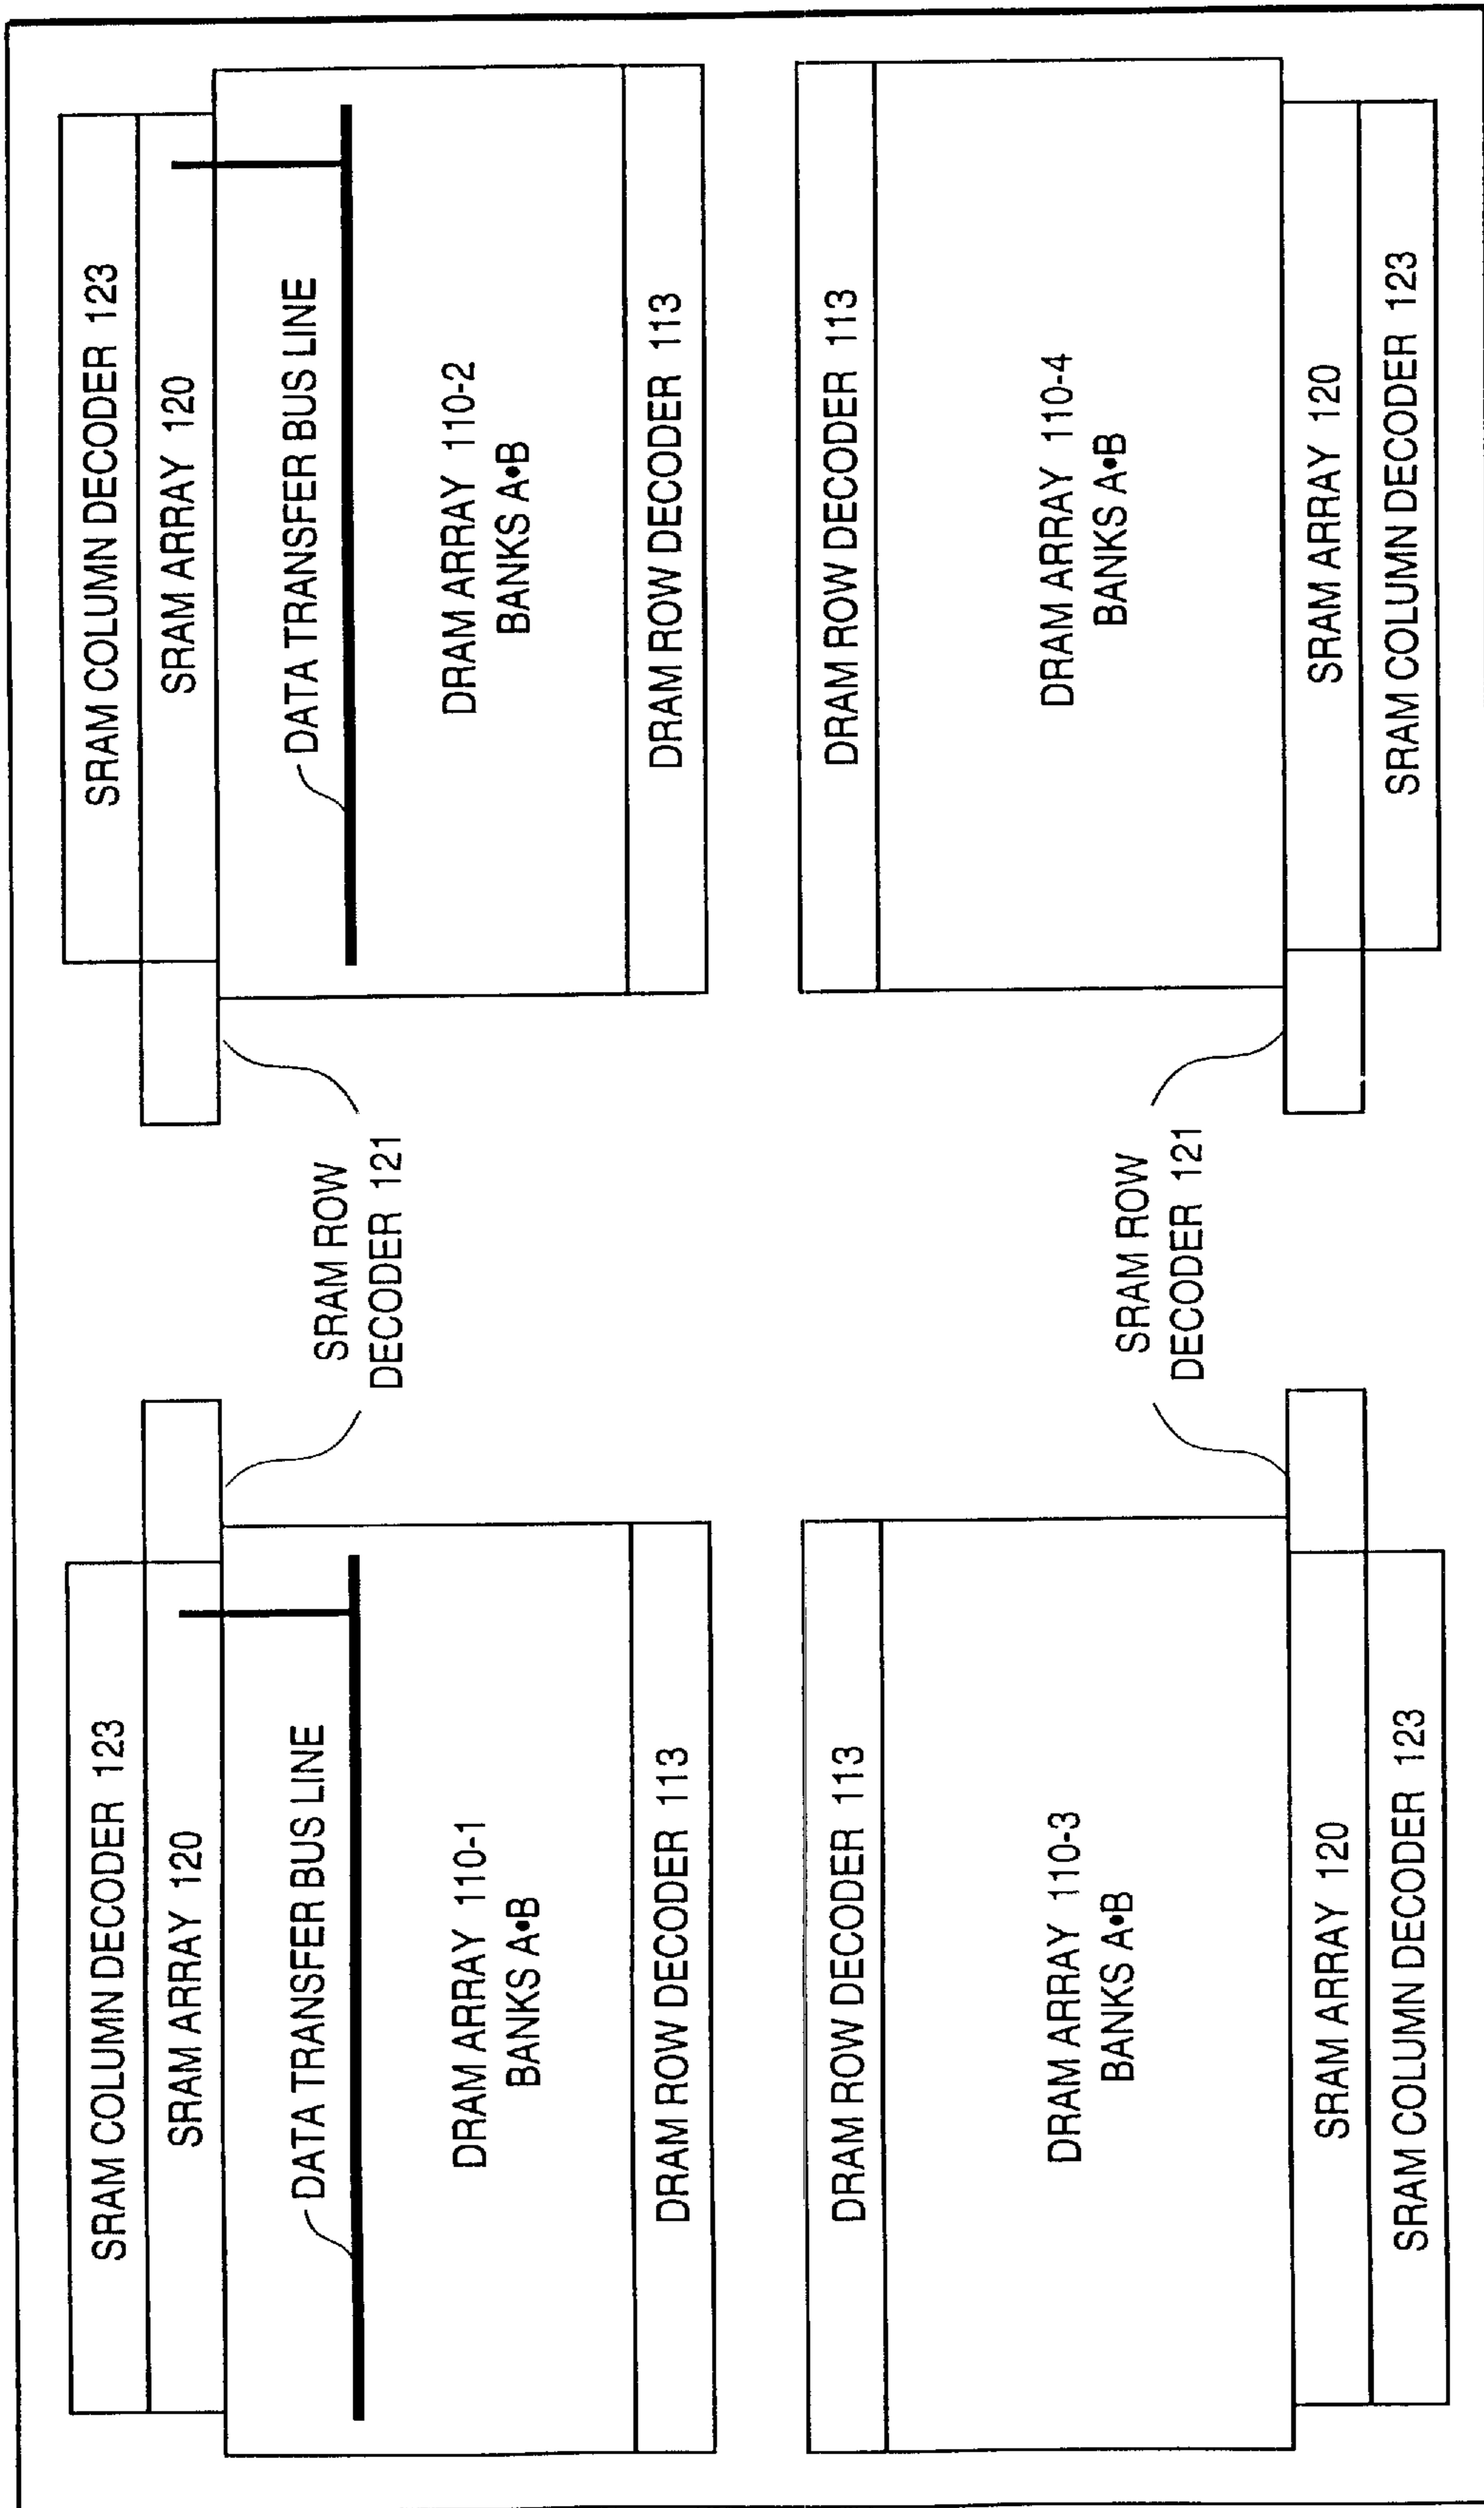 SRAM COLUMN DECODER 123
SRAM ARRAY 120
DATA TRANSFER BUS LINE
DRAM ARRAY 110-1
BANKS A•B
DRAM ROW DECODER 113
SRAM ROW
DECODER 121
SRAM COLUMN DECODER 123
SRAM ARRAY 120
DATA TRANSFER BUS LINE
DRAM ARRAY 110-2
BANKS A•B
DRAM ROW DECODER 113
DRAM ROW DECODER 113
DRAM ARRAY 110-3
BANKS A•B
SRAM ARRAY 120
SRAM COLUMN DECODER 123
SRAM ROW
DECODER 121
DRAM ROW DECODER 113
DRAM ARRAY 110-4
BANKS A•B
SRAM ARRAY 120
SRAM COLUMN DECODER 123